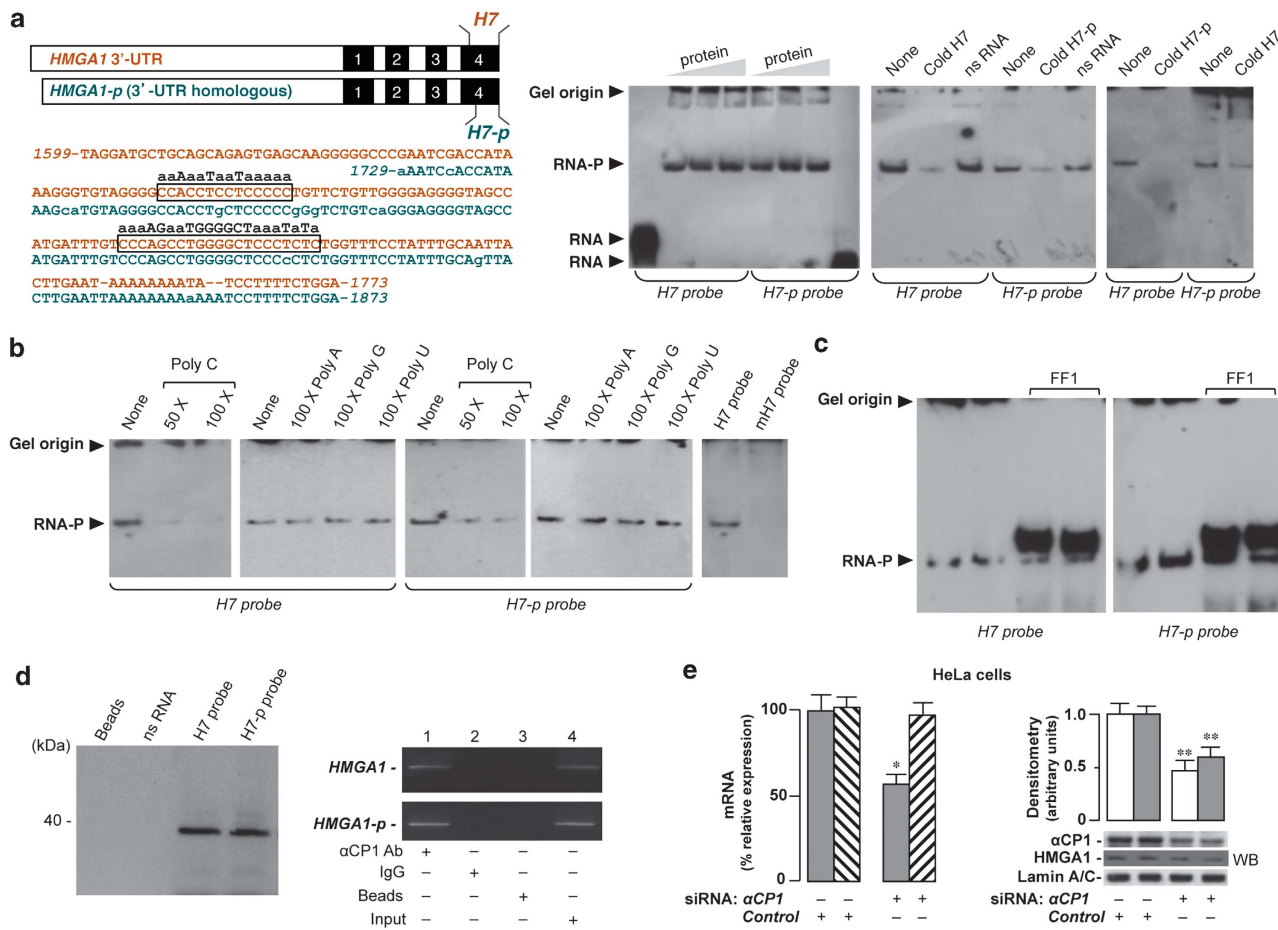 a
H7
HMGA1 3'-UTR
1 2 3 4
HMGA1-p (3'-UTR homologous)
1 2 3 4
H7-p
1599-TAGGATGCTGCAGCAGAGTGAGCAAGGGGGCCCGAATCGACCATA
1729-aAATCcACCATA
aaAaaTaaTaaaaa
AAGGGTGTAGGGGCCACCTCCTCCCCCTGTTCTGTTGGGGAGGGGTAGCC
AAGcaTGTAGGGGCCACCTgCTCCCCCgGgTCTGTcaGGGAGGGGTAGCC
aaaAGaaTGGGGCTaaaTaTa
ATGATTTGTCCCAGCCTGGGGCTCCCTCTCTGGTTTCCTATTTGCAATTA
ATGATTTGTCCCAGCCTGGGGCTCCCcCTCTGGTTTCCTATTTGCAgTTA
CTTGAAT-AAAAAAAATA--TCCTTTTCTGGA-1773
CTTGAATTAAAAAAAAaAAATCCTTTTCTGGA-1873
protein protein
None Cold H7 ns RNA None Cold H7-p ns RNA None Cold H7-p None Cold H7
Gel origin
RNA-P
RNA
RNA
H7 probe H7-p probe H7 probe H7-p probe H7 probe H7-p probe
b
Poly C Poly C
None 50 X 100 X None 100 X Poly A 100 X Poly G 100 X Poly U None 50 X 100 X None 100 X Poly A 100 X Poly G 100 X Poly U H7 probe mH7 probe
Gel origin
RNA-P
H7 probe H7-p probe
c
FF1 FF1
Gel origin
RNA-P
H7 probe H7-p probe
d
Beads ns RNA H7 probe H7-p probe
(kDa)
40 -
1 2 3 4
HMGA1 -
HMGA1-p -
αCP1 Ab + – – –
IgG – + – –
Beads – – + –
Input – – – +
e
HeLa cells
mRNA
(% relative expression)
100
50
0
*
siRNA: αCP1 – – + +
Control + + – –
Densitometry
(arbitrary units)
1.0
0.5
0
** **
αCP1 -
HMGA1 - WB
Lamin A/C-
siRNA: αCP1 – – + +
Control + + – –